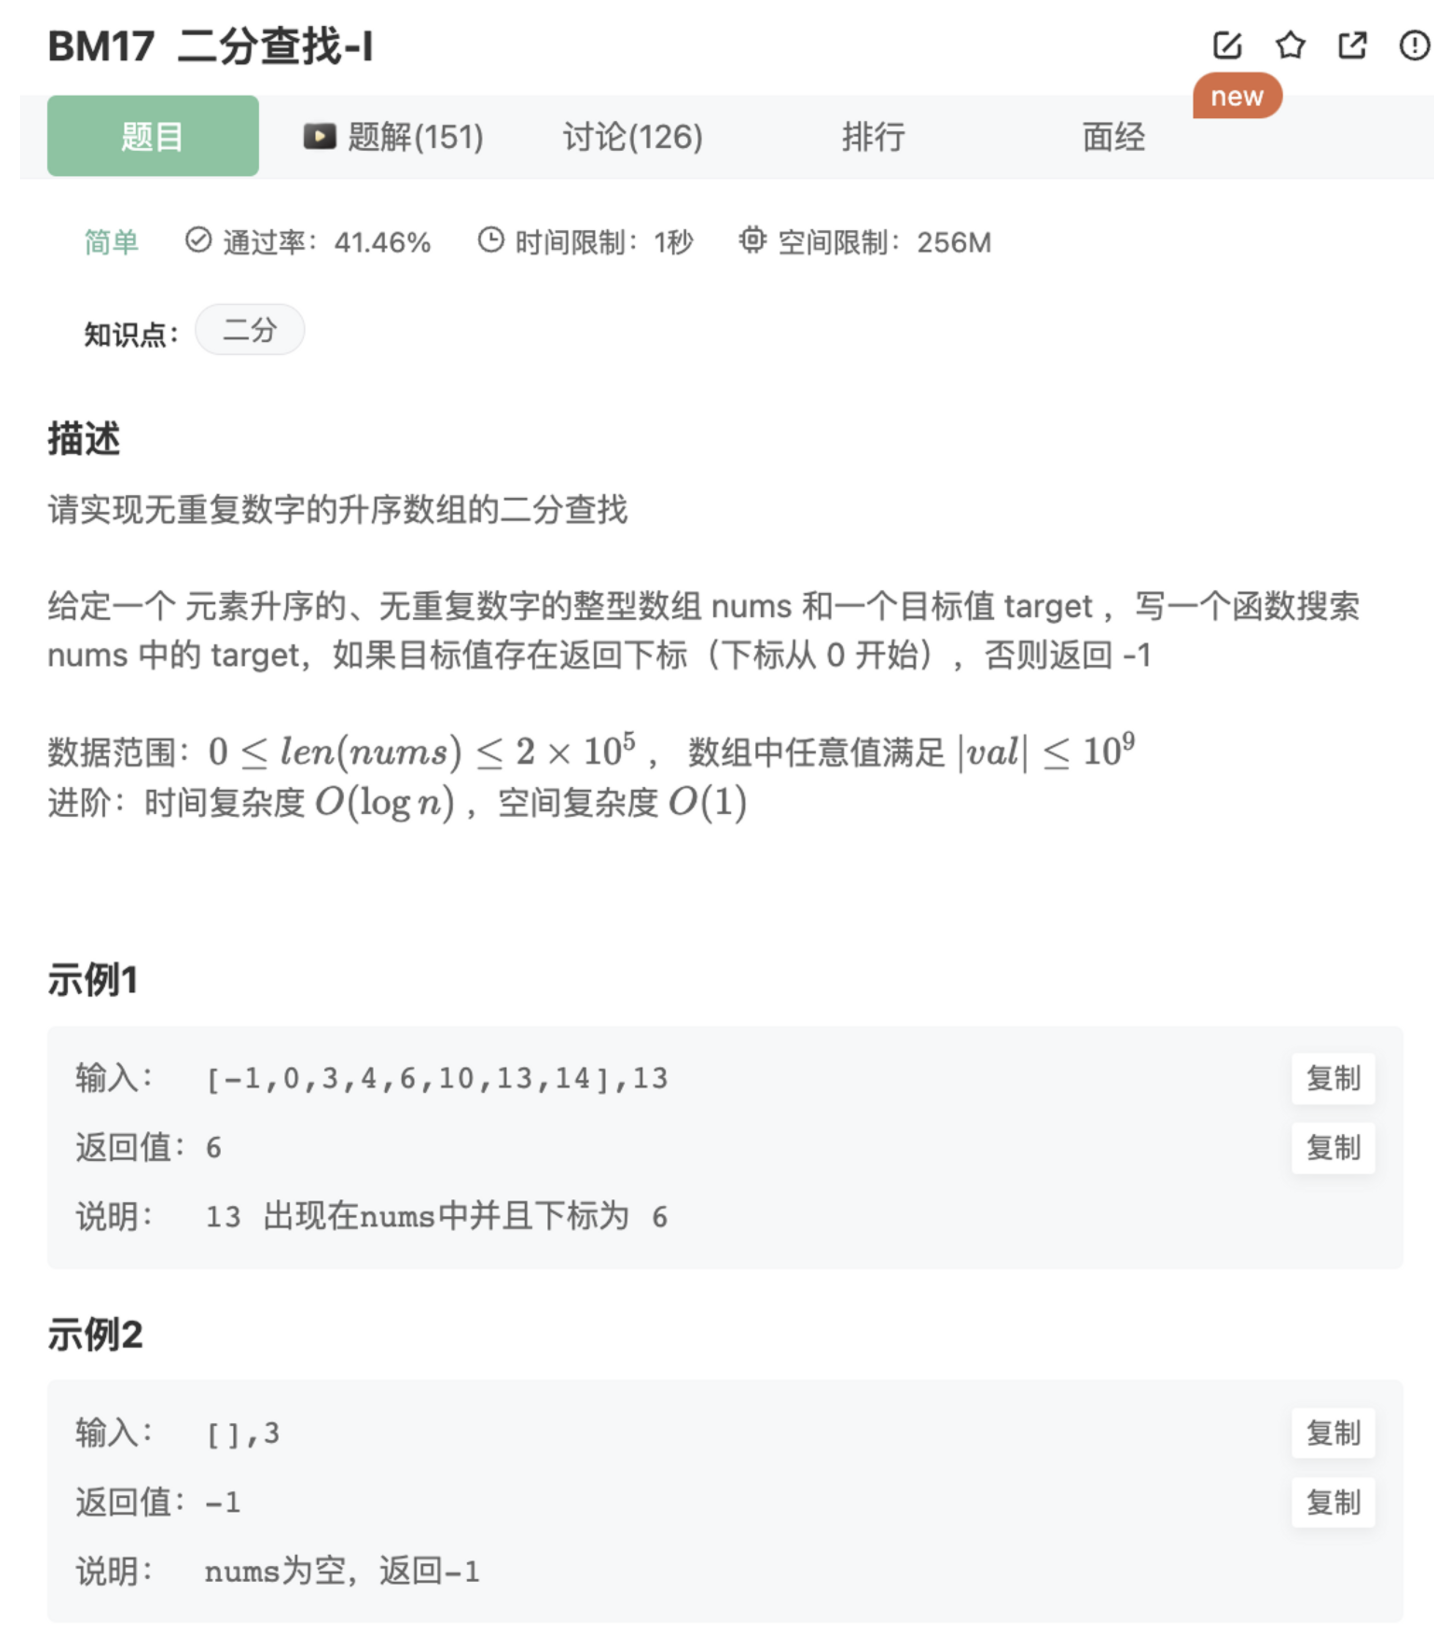 BM17 二分查找-I
new
题目 题解(151) 讨论(126) 排行 面经
简单 通过率：41.46% 时间限制：1秒 空间限制：256M
知识点： 二分
描述
请实现无重复数字的升序数组的二分查找
给定一个 元素升序的、无重复数字的整型数组 nums 和一个目标值 target ，写一个函数搜索
nums 中的 target，如果目标值存在返回下标（下标从 0 开始），否则返回 -1
数据范围：0 ≤ len(nums) ≤ 2 × 10⁵ ， 数组中任意值满足 |val| ≤ 10⁹
进阶：时间复杂度 O(log n) ，空间复杂度 O(1)
示例1
输入： [-1,0,3,4,6,10,13,14],13 复制
返回值：6 复制
说明： 13 出现在nums中并且下标为 6
示例2
输入： [],3 复制
返回值：-1 复制
说明： nums为空，返回-1